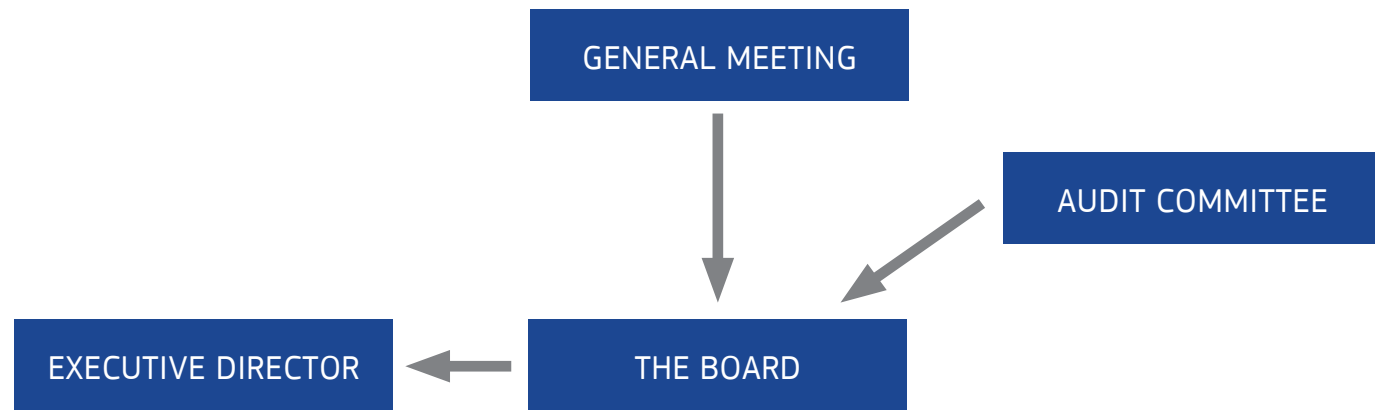 GENERAL MEETING
AUDIT COMMITTEE
EXECUTIVE DIRECTOR
THE BOARD